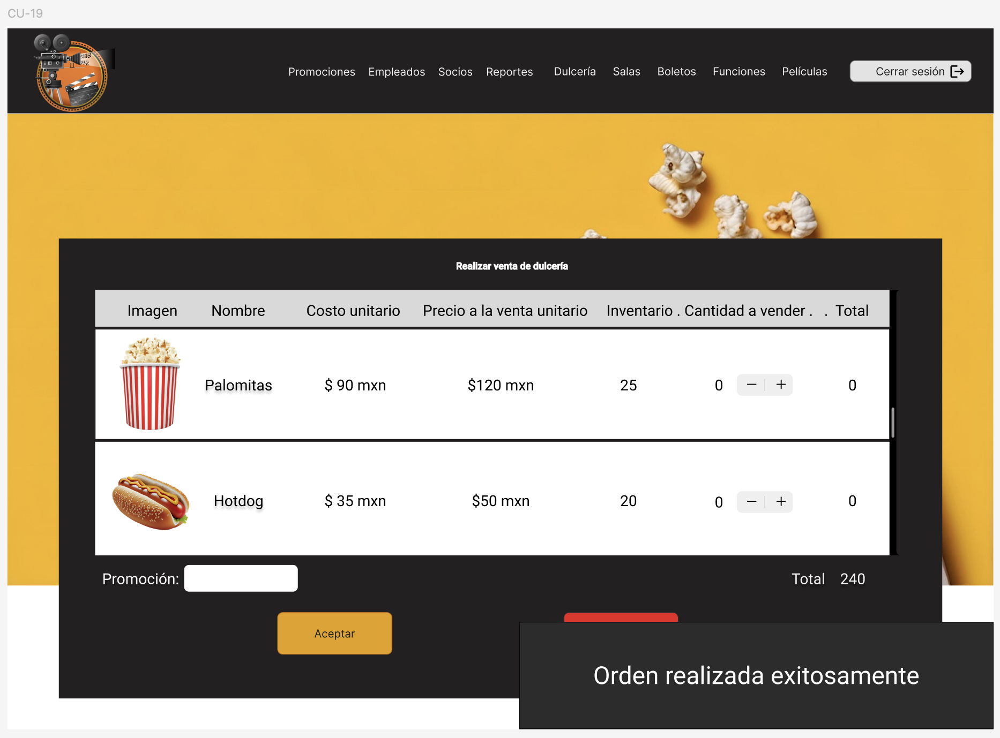 CU-19
CINE
Promociones Empleados Socios Reportes Dulcería Salas Boletos Funciones Películas Cerrar sesión
Realizar venta de dulcería
Imagen Nombre Costo unitario Precio a la venta unitario Inventario . Cantidad a vender . . Total
Palomitas $ 90 mxn $120 mxn 25 0 − + 0
Hotdog $ 35 mxn $50 mxn 20 0 − + 0
Promoción: Total 240
Aceptar
Orden realizada exitosamente